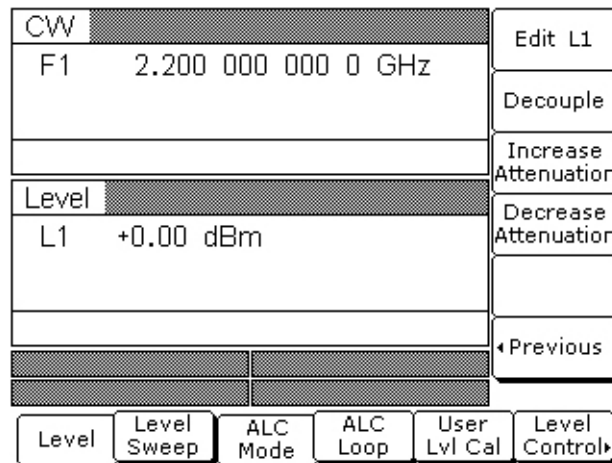 CW
F1 2.200 000 000 0 GHz
Level
L1 +0.00 dBm
Edit L1
Decouple
Increase
Attenuation
Decrease
Attenuation
◂Previous
Level
Level
Sweep
ALC
Mode
ALC
Loop
User
Lvl Cal
Level
Control▸